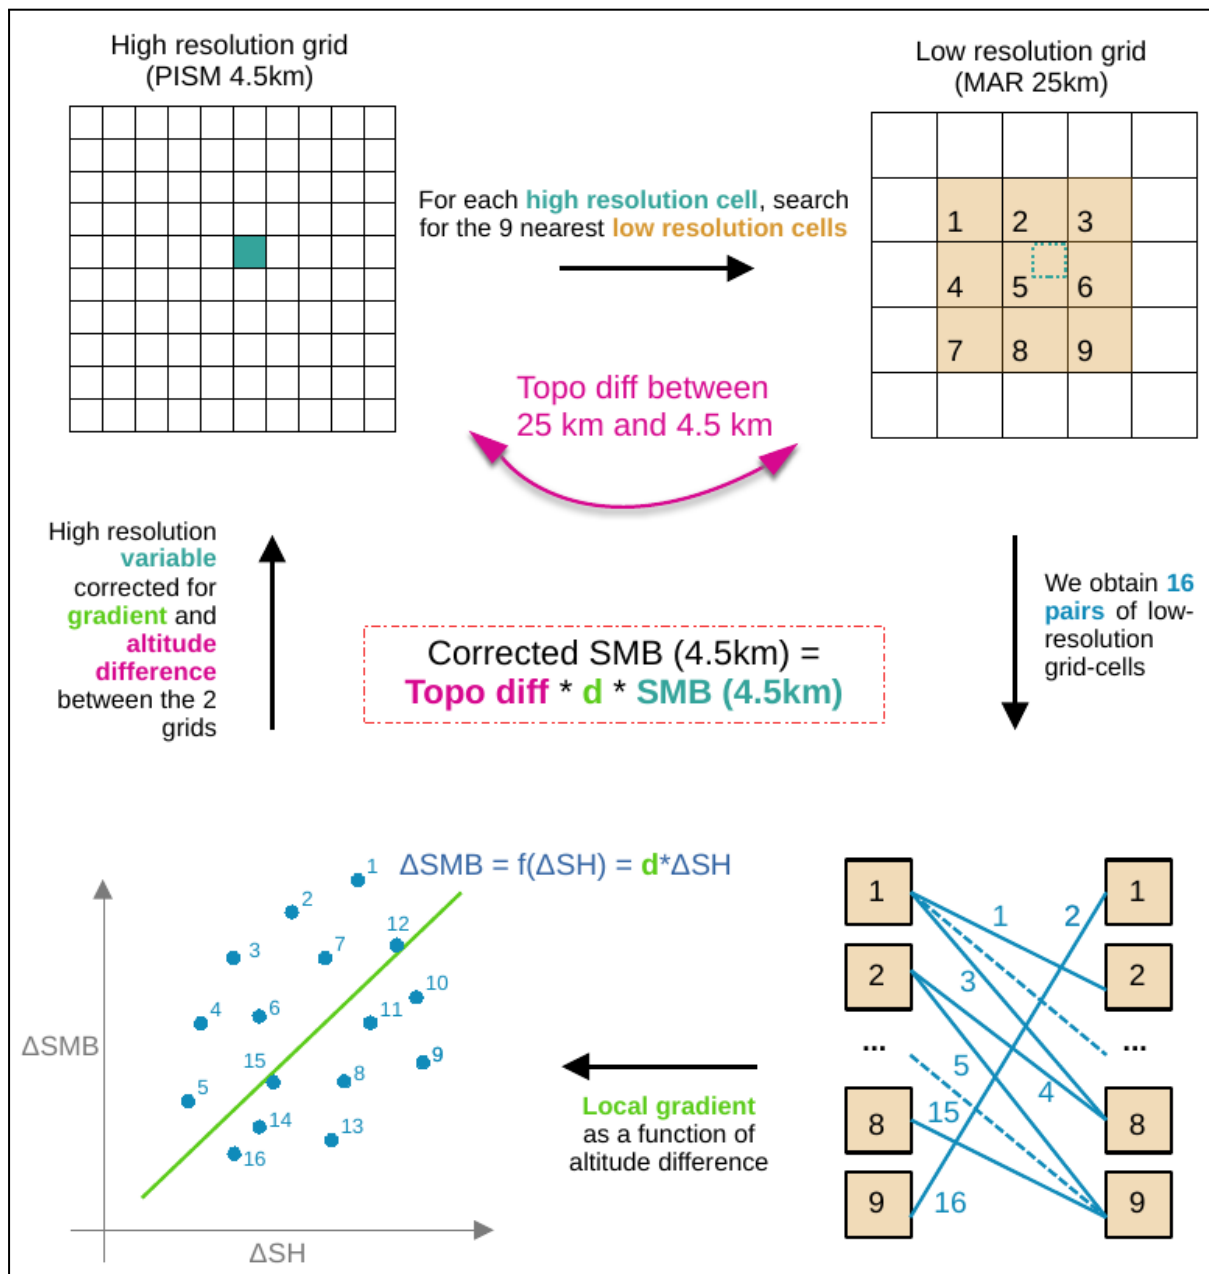 High resolution grid
(PISM 4.5km)
Low resolution grid
(MAR 25km)
For each high resolution cell, search
for the 9 nearest low resolution cells
1 2 3
4 5 6
7 8 9
Topo diff between
25 km and 4.5 km
High resolution
variable
corrected for
gradient and
altitude
difference
between the 2
grids
We obtain 16
pairs of low-
resolution
grid-cells
Corrected SMB (4.5km) =
Topo diff * d * SMB (4.5km)
ΔSMB = f(ΔSH) = d*ΔSH
1
2
12
3
7
10
4
6
11
ΔSMB
15
9
5
8
14
13
16
ΔSH
Local gradient
as a function of
altitude difference
1 1 2 1
2 3 2
... 5 4 ...
8 15 8
9 16 9